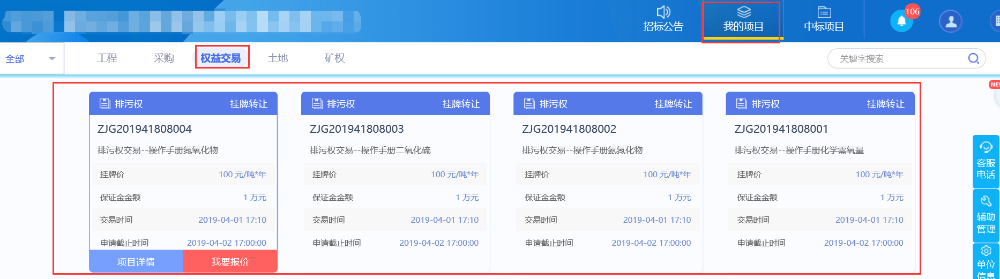 招标公告
我的项目
中标项目
106
全部
工程
采购
权益交易
土地
矿权
关键字搜索
排污权 挂牌转让
ZJG201941808004
排污权交易--操作手册氮氧化物
挂牌价 100 元/吨*年
保证金金额 1 万元
交易时间 2019-04-01 17:10
申请截止时间 2019-04-02 17:00:00
项目详情 我要报价
排污权 挂牌转让
ZJG201941808003
排污权交易--操作手册二氧化硫
挂牌价 100 元/吨*年
保证金金额 1 万元
交易时间 2019-04-01 17:10
申请截止时间 2019-04-02 17:00:00
排污权 挂牌转让
ZJG201941808002
排污权交易--操作手册氨氮化物
挂牌价 100 元/吨*年
保证金金额 1 万元
交易时间 2019-04-01 17:10
申请截止时间 2019-04-02 17:00:00
排污权 挂牌转让
ZJG201941808001
排污权交易--操作手册化学需氧量
挂牌价 100 元/吨*年
保证金金额 1 万元
交易时间 2019-04-01 17:10
申请截止时间 2019-04-02 17:00:00
客服
电话
辅助
管理
单位
信息